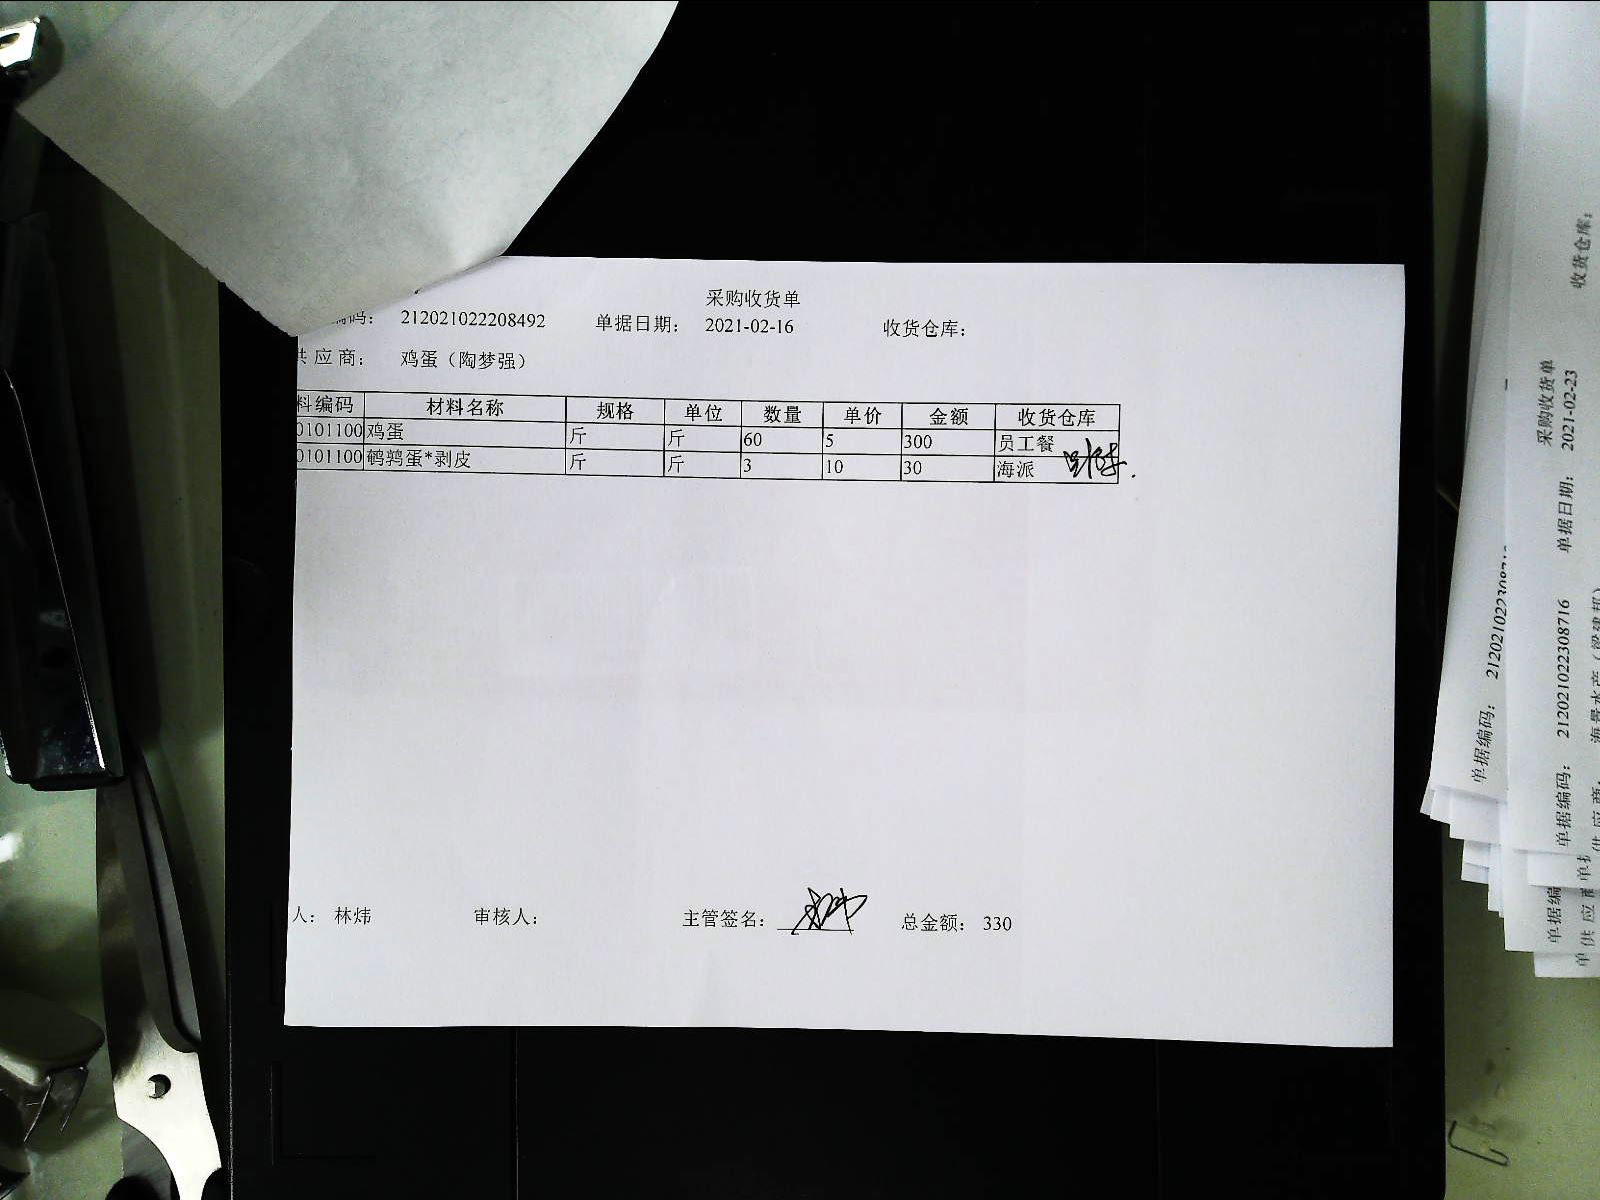 采购收货单
编码： 212021022208492 单据日期： 2021-02-16 收货仓库：
供应商： 鸡蛋（陶梦强）
料编码 材料名称 规格 单位 数量 单价 金额 收货仓库
0101100 鸡蛋 斤 斤 60 5 300 员工餐
0101100 鹌鹑蛋*剥皮 斤 斤 3 10 30 海派
人： 林炜 审核人： 主管签名： 总金额： 330
单据编码：
采购收货单
单据编码： 212021022308716 单据日期： 2021-02-23 收货仓库：